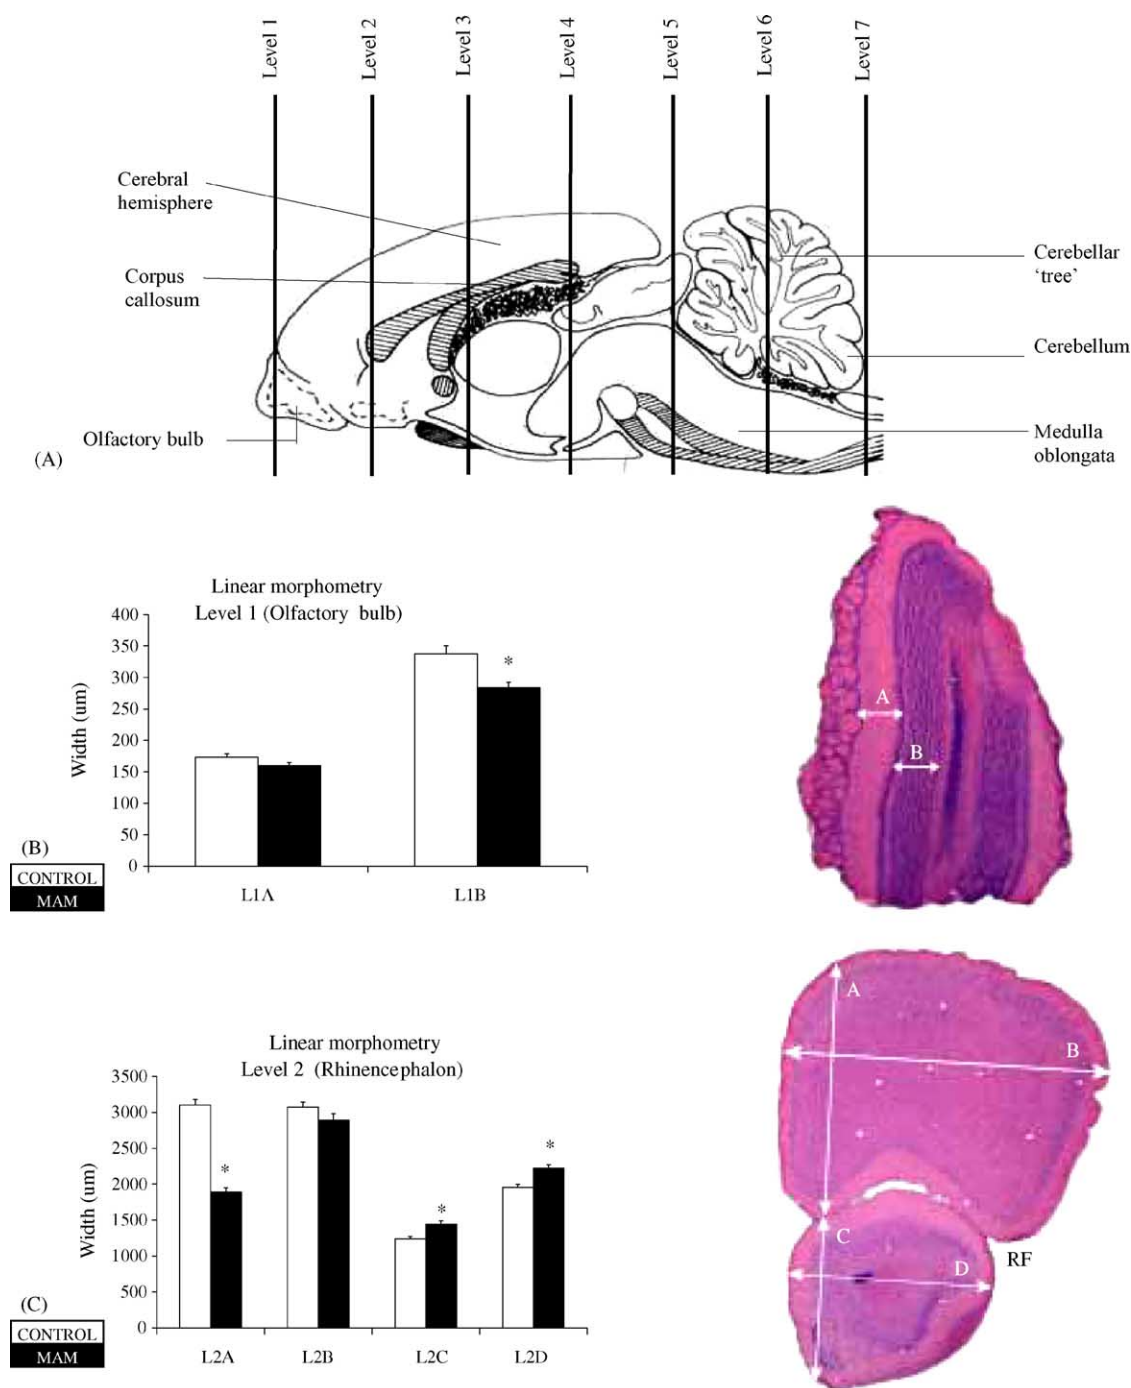 Level 1
Level 2
Level 3
Level 4
Level 5
Level 6
Level 7
Cerebral
hemisphere
Corpus
callosum
Olfactory bulb
Cerebellar
'tree'
Cerebellum
Medulla
oblongata
(A)
Linear morphometry
Level 1 (Olfactory bulb)
Width (um)
400
350
300
250
200
150
100
50
0
*
L1A
L1B
(B)
CONTROL
MAM
A
B
Linear morphometry
Level 2 (Rhinencephalon)
Width (um)
3500
3000
2500
2000
1500
1000
500
0
*
*
*
L2A
L2B
L2C
L2D
(C)
CONTROL
MAM
A
B
C
D
RF